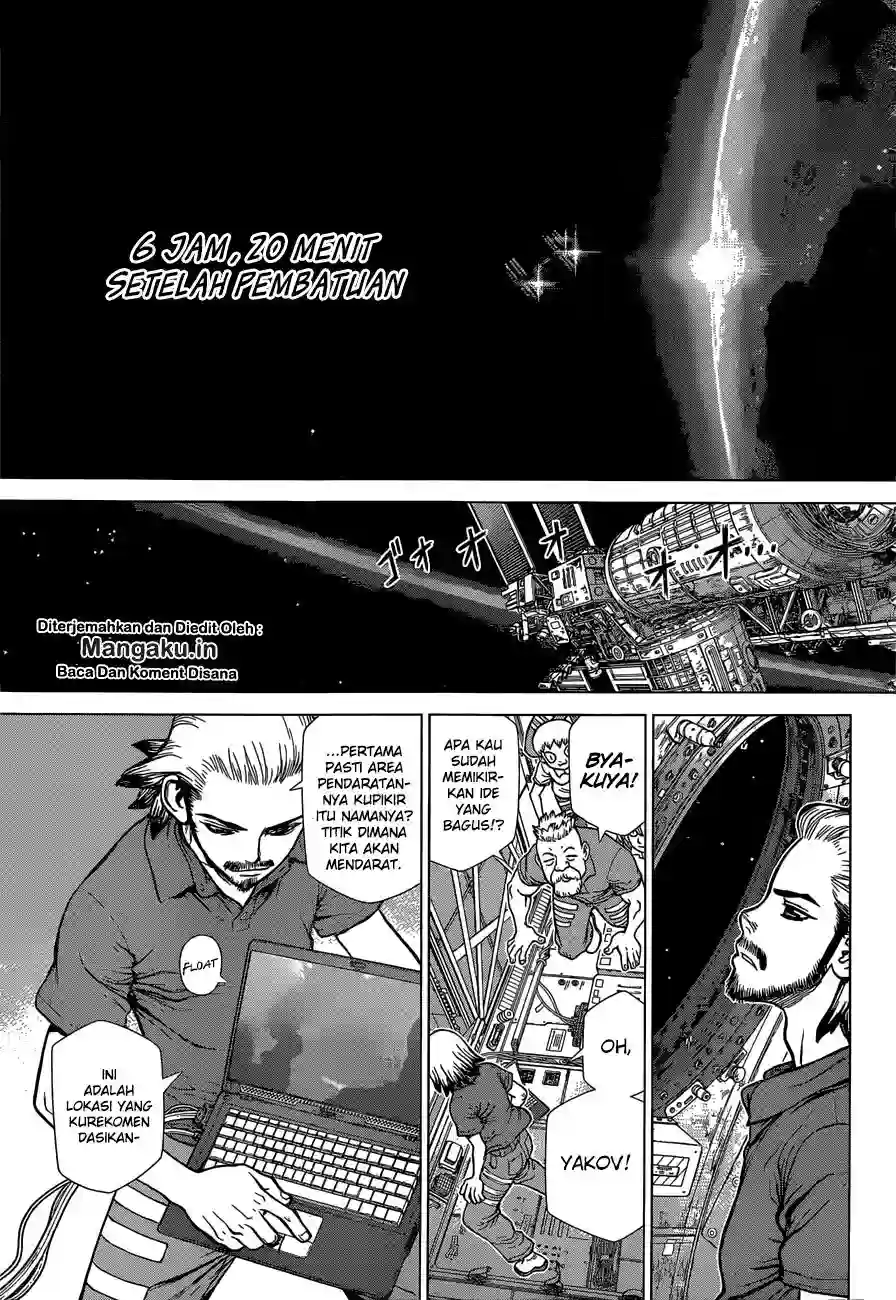 6 JAM, 20 MENIT
SETELAH PEMBATUAN
ゴォォォオオ...
Diterjemahkan dan Diedit Oleh :
Mangaku.in
Baca Dan Koment Disana
BYA-
KUYA!
APA KAU
SUDAH
MEMIKIR-
KAN IDE
YANG
BAGUS!?
OH,
YAKOV!
...PERTAMA
PASTI AREA
PENDARATAN-
NYA KUPIKIR
ITU NAMANYA?
TITIK DIMANA
KITA AKAN
MENDARAT.
FLOAT
INI
ADALAH
LOKASI YANG
KUREKOMEN
DASIKAN-